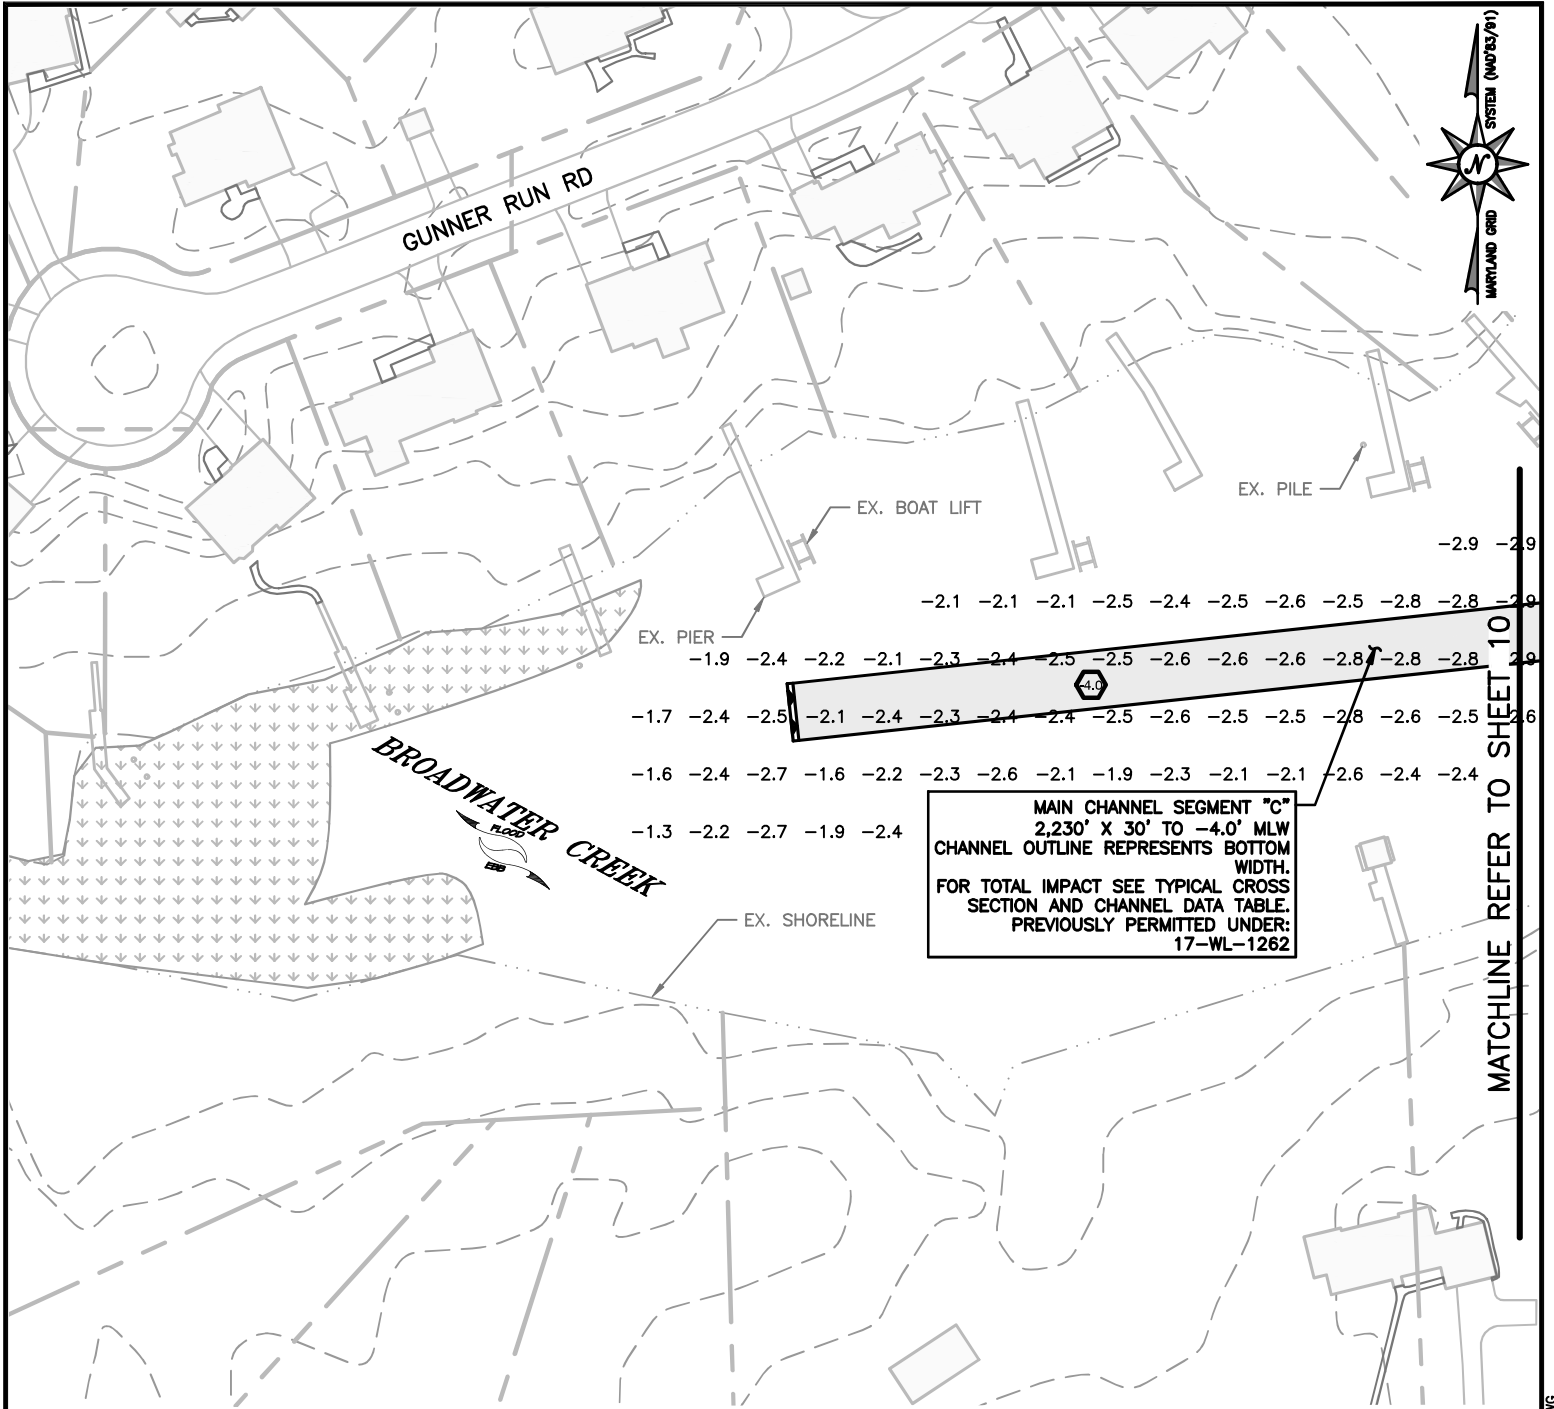 SYSTEM (NAD'83/91)
N
MARYLAND GRID
GUNNER RUN RD
EX. PILE
EX. BOAT LIFT
-2.9 -2.9
-2.1 -2.1 -2.1 -2.5 -2.4 -2.5 -2.6 -2.5 -2.8 -2.8 -2.9
EX. PIER
-1.9 -2.4 -2.2 -2.1 -2.3 -2.4 -2.5 -2.5 -2.6 -2.6 -2.6 -2.8 -2.8 -2.8 -2.9
-4.0
-1.7 -2.4 -2.5 -2.1 -2.4 -2.3 -2.4 -2.4 -2.5 -2.6 -2.5 -2.5 -2.8 -2.6 -2.5 -2.6
-1.6 -2.4 -2.7 -1.6 -2.2 -2.3 -2.6 -2.1 -1.9 -2.3 -2.1 -2.1 -2.6 -2.4 -2.4
-1.3 -2.2 -2.7 -1.9 -2.4
BROADWATER CREEK
FLOOD
EBB
MAIN CHANNEL SEGMENT "C"
2,230' X 30' TO -4.0' MLW
CHANNEL OUTLINE REPRESENTS BOTTOM
WIDTH.
FOR TOTAL IMPACT SEE TYPICAL CROSS
SECTION AND CHANNEL DATA TABLE.
PREVIOUSLY PERMITTED UNDER:
17-WL-1262
EX. SHORELINE
MATCHLINE REFER TO SHEET 10